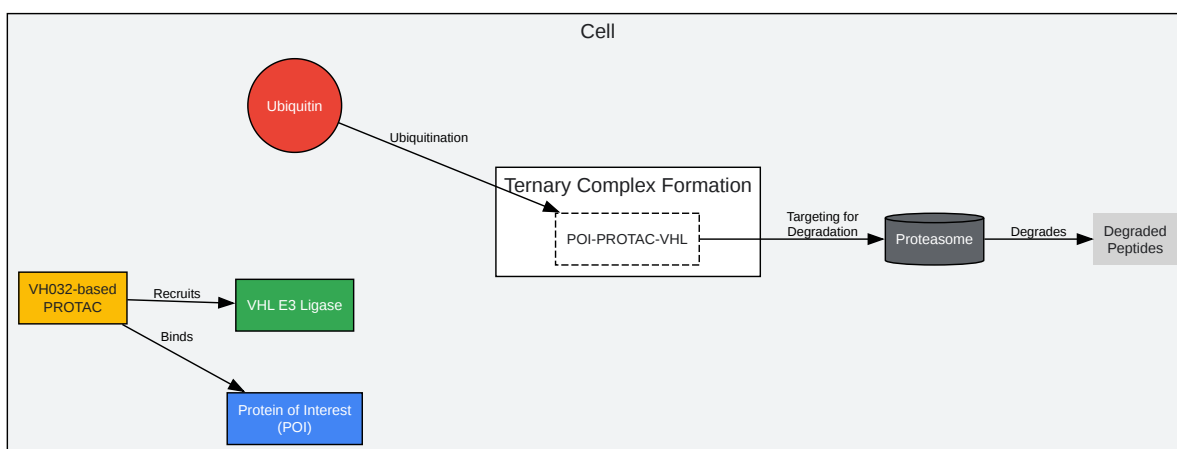 Cell
Ubiquitin
Ubiquitination
Ternary Complex Formation
POI-PROTAC-VHL
Targeting for
Degradation
Proteasome
Degrades
Degraded
Peptides
VH032-based
PROTAC
Recruits
VHL E3 Ligase
Binds
Protein of Interest
(POI)